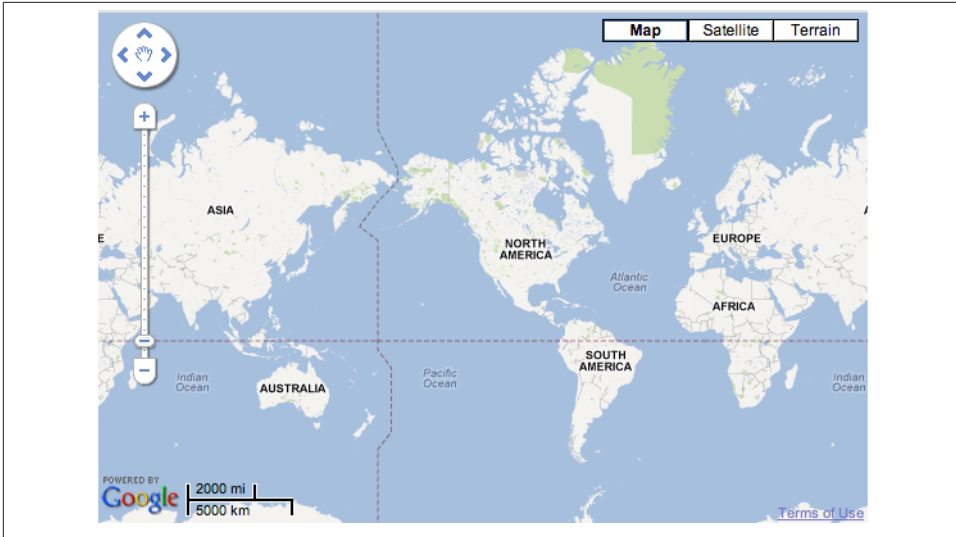 Map Satellite Terrain
ASIA
E
NORTH
AMERICA
EUROPE
A
Atlantic
Ocean
AFRICA
SOUTH
AMERICA
Indian
Ocean
AUSTRALIA
Pacific
Ocean
Indian
Ocean
POWERED BY
Google
2000 mi
5000 km
Terms of Use